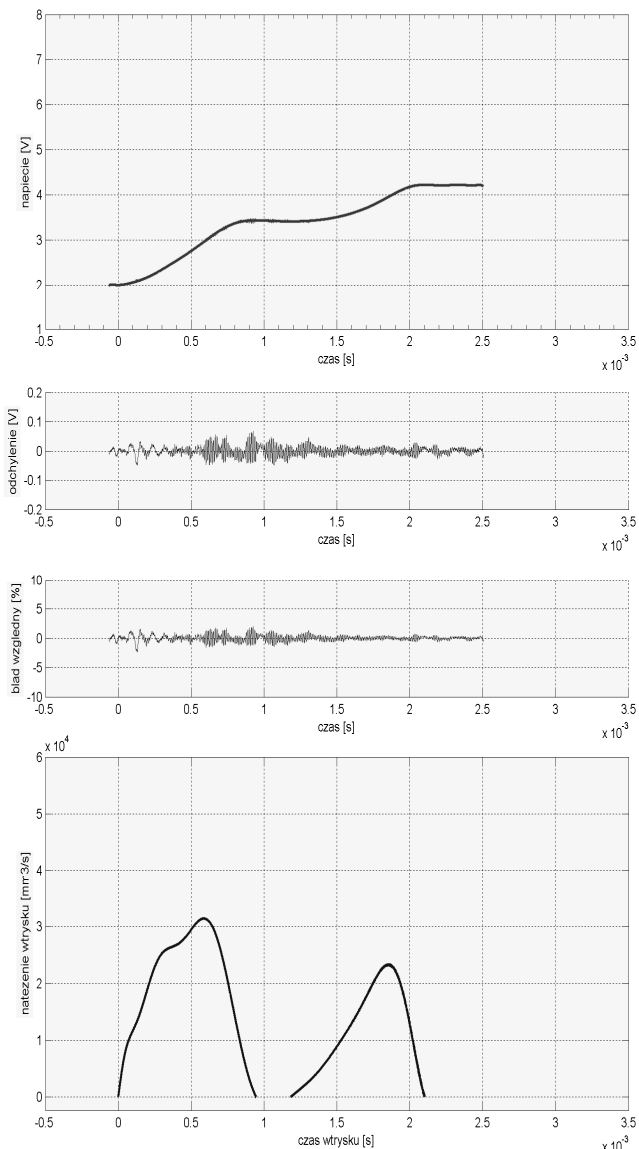 8
7
6
5
4
3
2
1
napiecie [V]
-0.5 0 0.5 1 1.5 2 2.5 3 3.5
czas [s]
x 10-3
0.2
0.1
0
-0.1
-0.2
odchylenie [V]
-0.5 0 0.5 1 1.5 2 2.5 3 3.5
czas [s]
x 10-3
10
5
0
-5
-10
blad wzgledny [%]
-0.5 0 0.5 1 1.5 2 2.5 3 3.5
czas [s]
x 10-3
x 104
6
5
4
3
2
1
0
natezenie wtrysku [mm3/s]
-0.5 0 0.5 1 1.5 2 2.5 3 3.5
czas wtrysku [s]
x 10-3